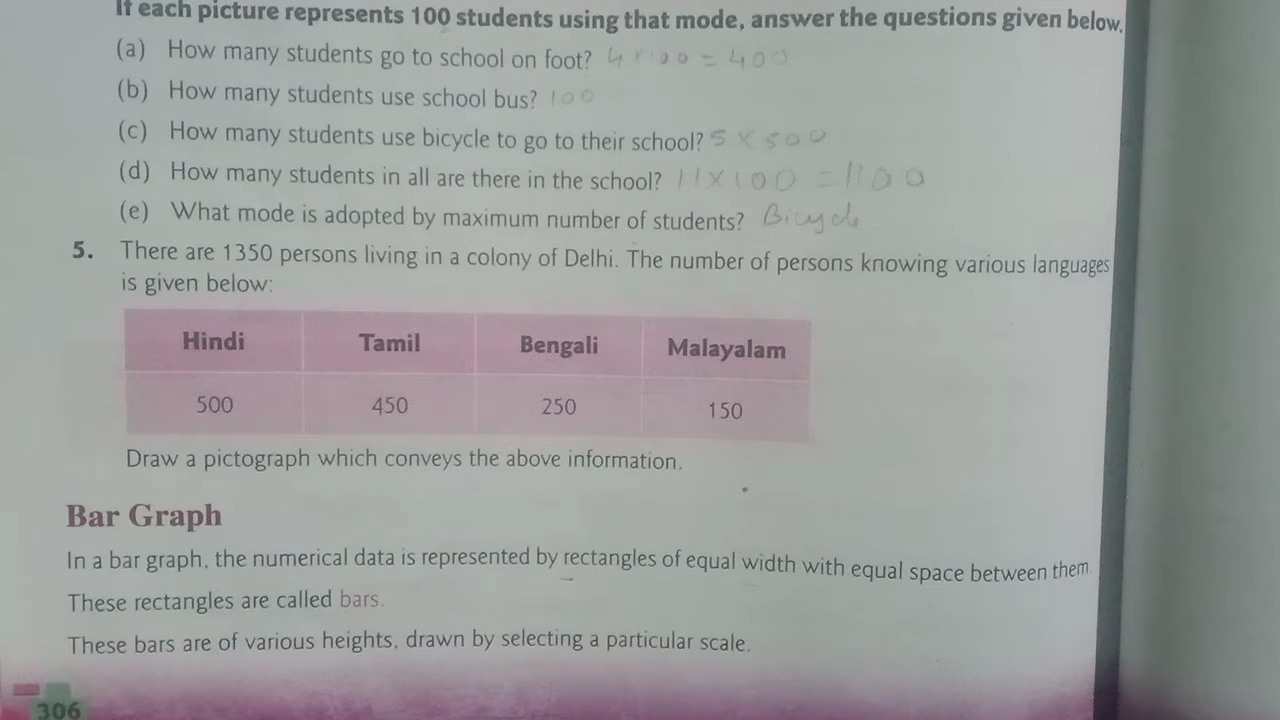 If each picture represents 100 students using that mode, answer the questions given below.
(a) How many students go to school on foot? 4 x 100 = 400
(b) How many students use school bus? 100
(c) How many students use bicycle to go to their school? 5 x 500
(d) How many students in all are there in the school? 11 x 100 = 1100
(e) What mode is adopted by maximum number of students? Bicycle
5. There are 1350 persons living in a colony of Delhi. The number of persons knowing various languages
is given below:
Hindi Tamil Bengali Malayalam
500 450 250 150
Draw a pictograph which conveys the above information.
Bar Graph
In a bar graph, the numerical data is represented by rectangles of equal width with equal space between them.
These rectangles are called bars.
These bars are of various heights, drawn by selecting a particular scale.
306